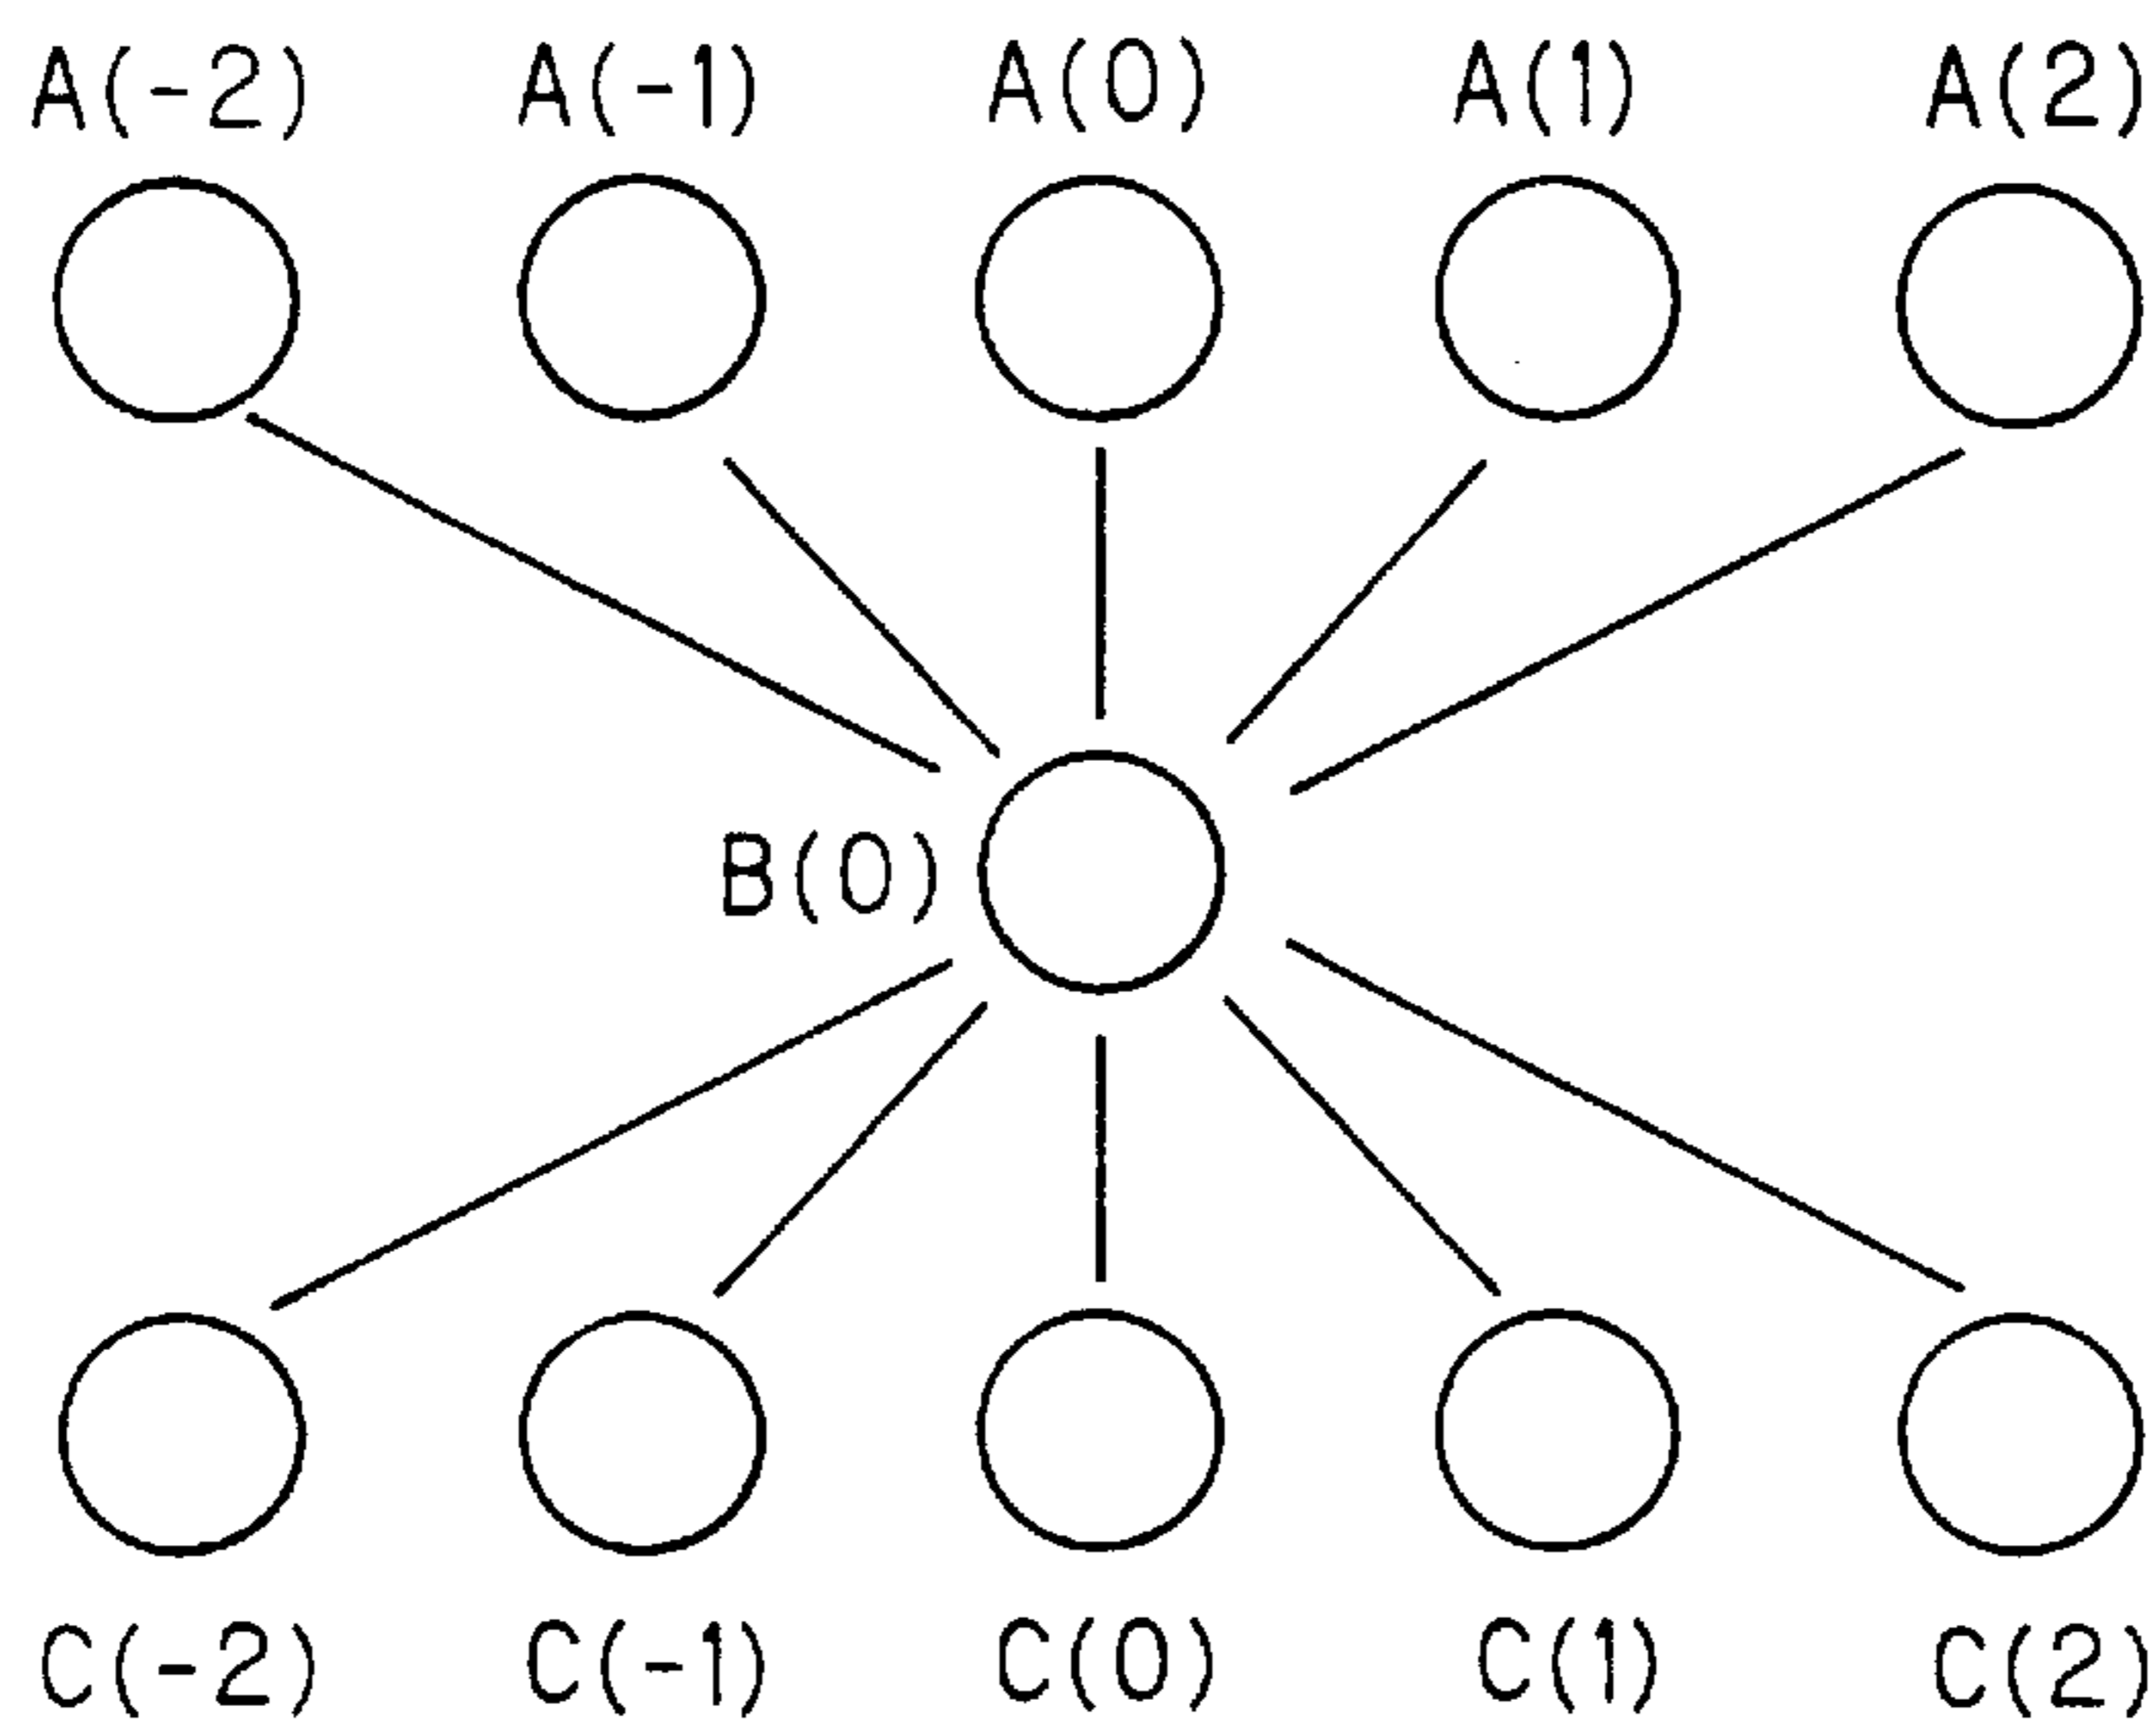 A(-2) A(-1) A(0) A(1) A(2)
B(0)
C(-2) C(-1) C(0) C(1) C(2)